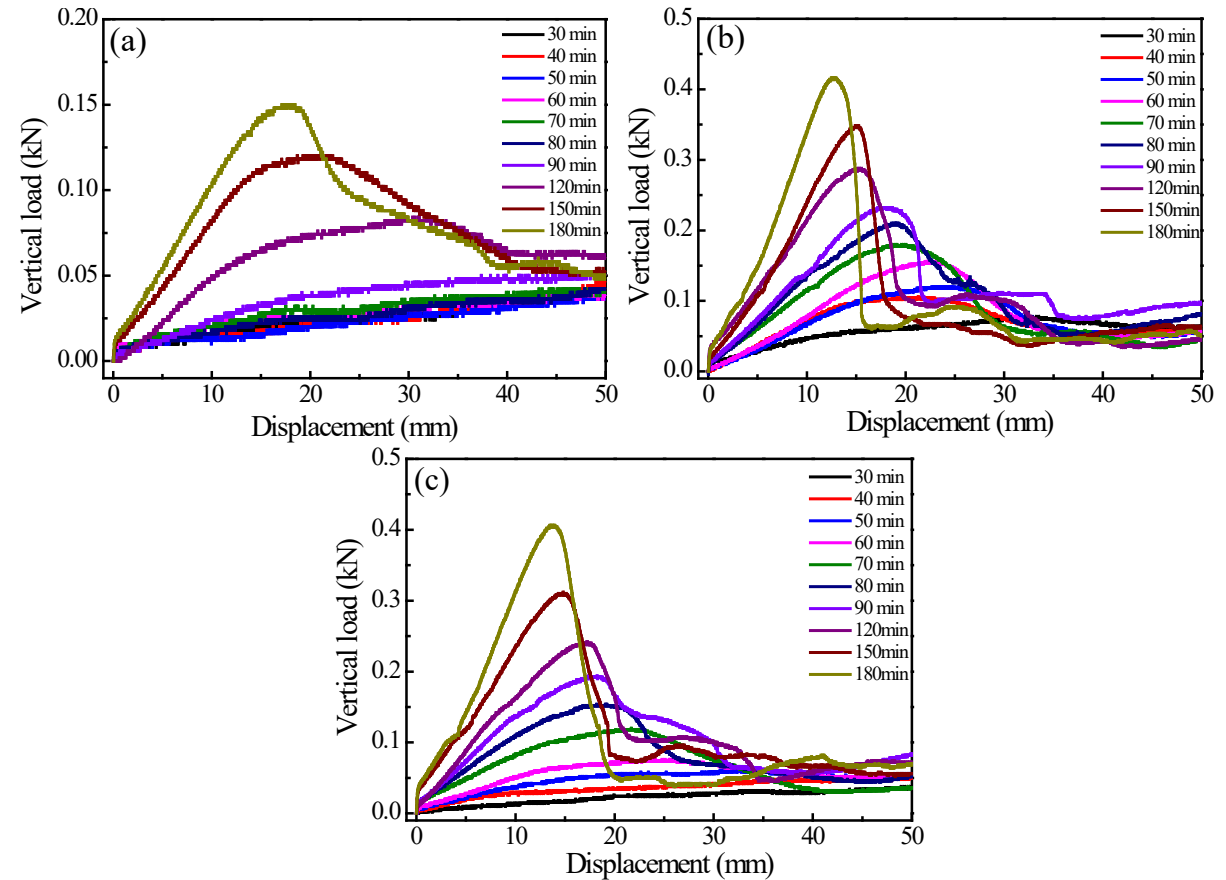 (a)
0.20
0.15
0.10
0.05
0.00
Vertical load (kN)
0 10 20 30 40 50
Displacement (mm)
30 min
40 min
50 min
60 min
70 min
80 min
90 min
120min
150min
180min
(b)
0.5
0.4
0.3
0.2
0.1
0.0
Vertical load (kN)
0 10 20 30 40 50
Displacement (mm)
30 min
40 min
50 min
60 min
70 min
80 min
90 min
120min
150min
180min
(c)
0.5
0.4
0.3
0.2
0.1
0.0
Vertical load (kN)
0 10 20 30 40 50
Displacement (mm)
30 min
40 min
50 min
60 min
70 min
80 min
90 min
120min
150min
180min